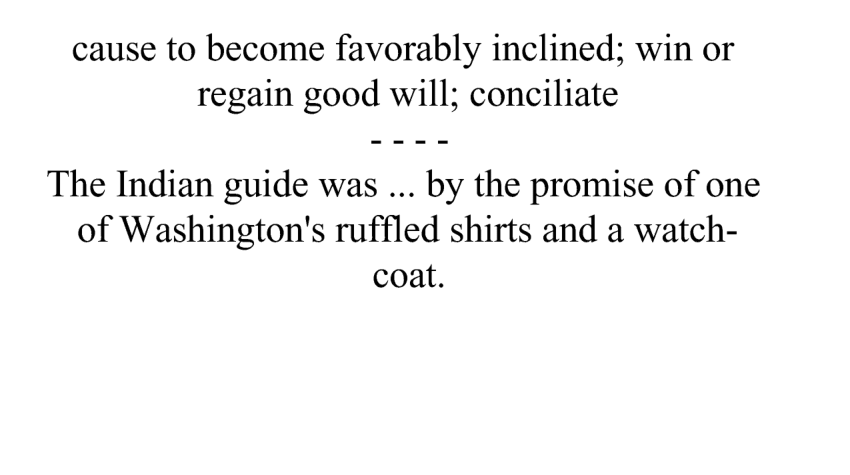 cause to become favorably inclined; win or
regain good will; conciliate
- - - -
The Indian guide was ... by the promise of one
of Washington's ruffled shirts and a watch-
coat.